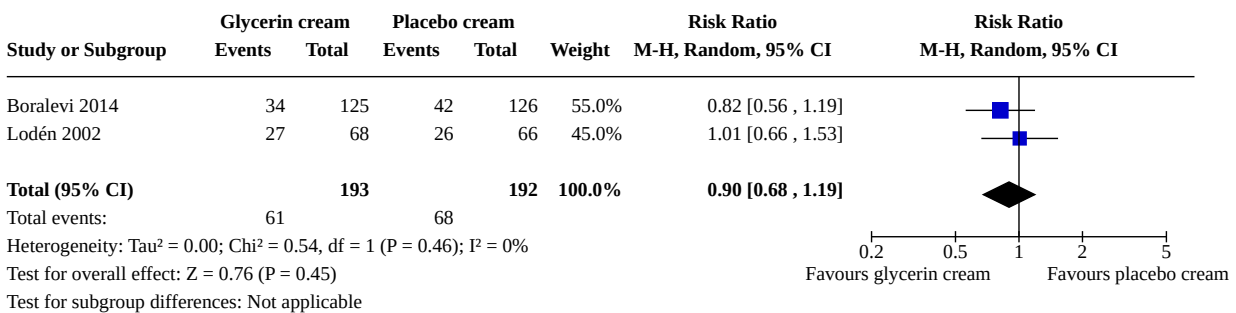 Glycerin cream Placebo cream Risk Ratio Risk Ratio
Study or Subgroup Events Total Events Total Weight M-H, Random, 95% CI M-H, Random, 95% CI
Boralevi 2014 34 125 42 126 55.0% 0.82 [0.56 , 1.19]
Lodén 2002 27 68 26 66 45.0% 1.01 [0.66 , 1.53]
Total (95% CI) 193 192 100.0% 0.90 [0.68 , 1.19]
Total events: 61 68
Heterogeneity: Tau² = 0.00; Chi² = 0.54, df = 1 (P = 0.46); I² = 0% 0.2 0.5 1 2 5
Test for overall effect: Z = 0.76 (P = 0.45) Favours glycerin cream Favours placebo cream
Test for subgroup differences: Not applicable